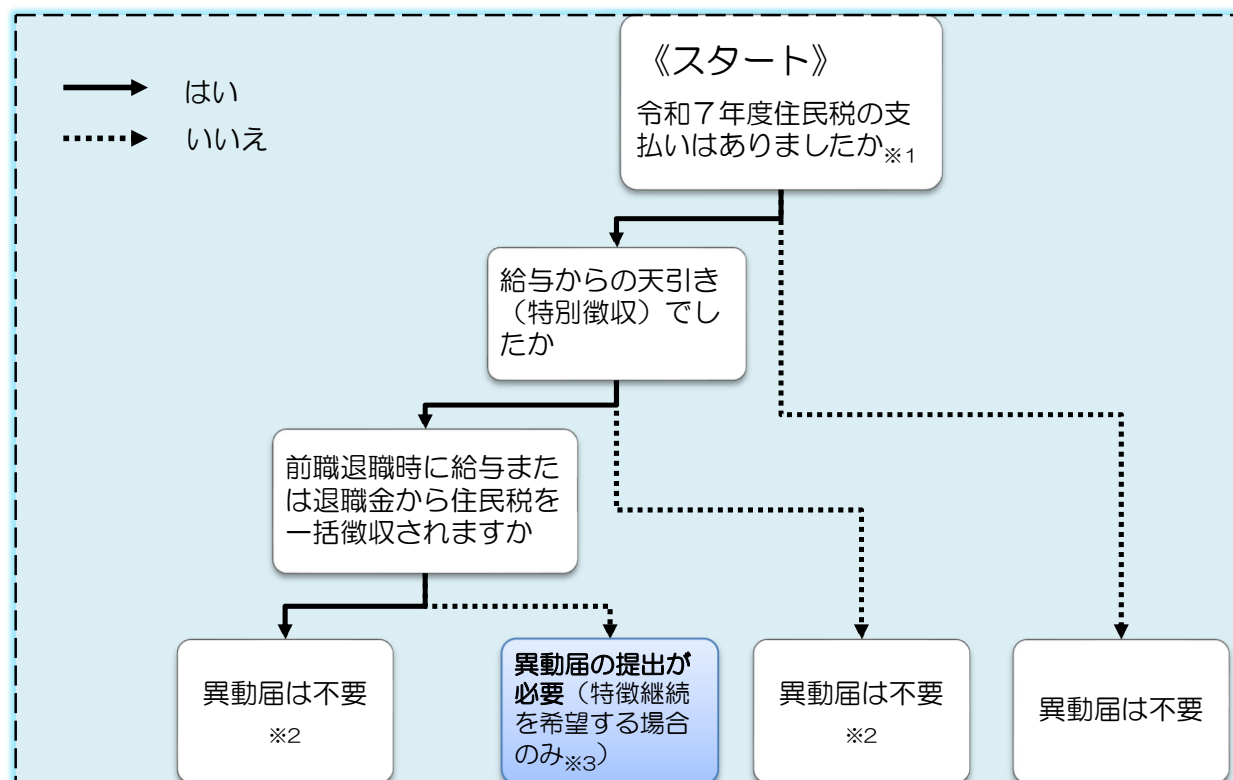 はい
いいえ
《スタート》
令和７年度住民税の支
払いはありましたか※1
給与からの天引き
（特別徴収）でし
たか
前職退職時に給与また
は退職金から住民税を
一括徴収されますか
異動届は不要
※2
異動届の提出が
必要（特徴継続
を希望する場合
のみ※3）
異動届は不要
※2
異動届は不要